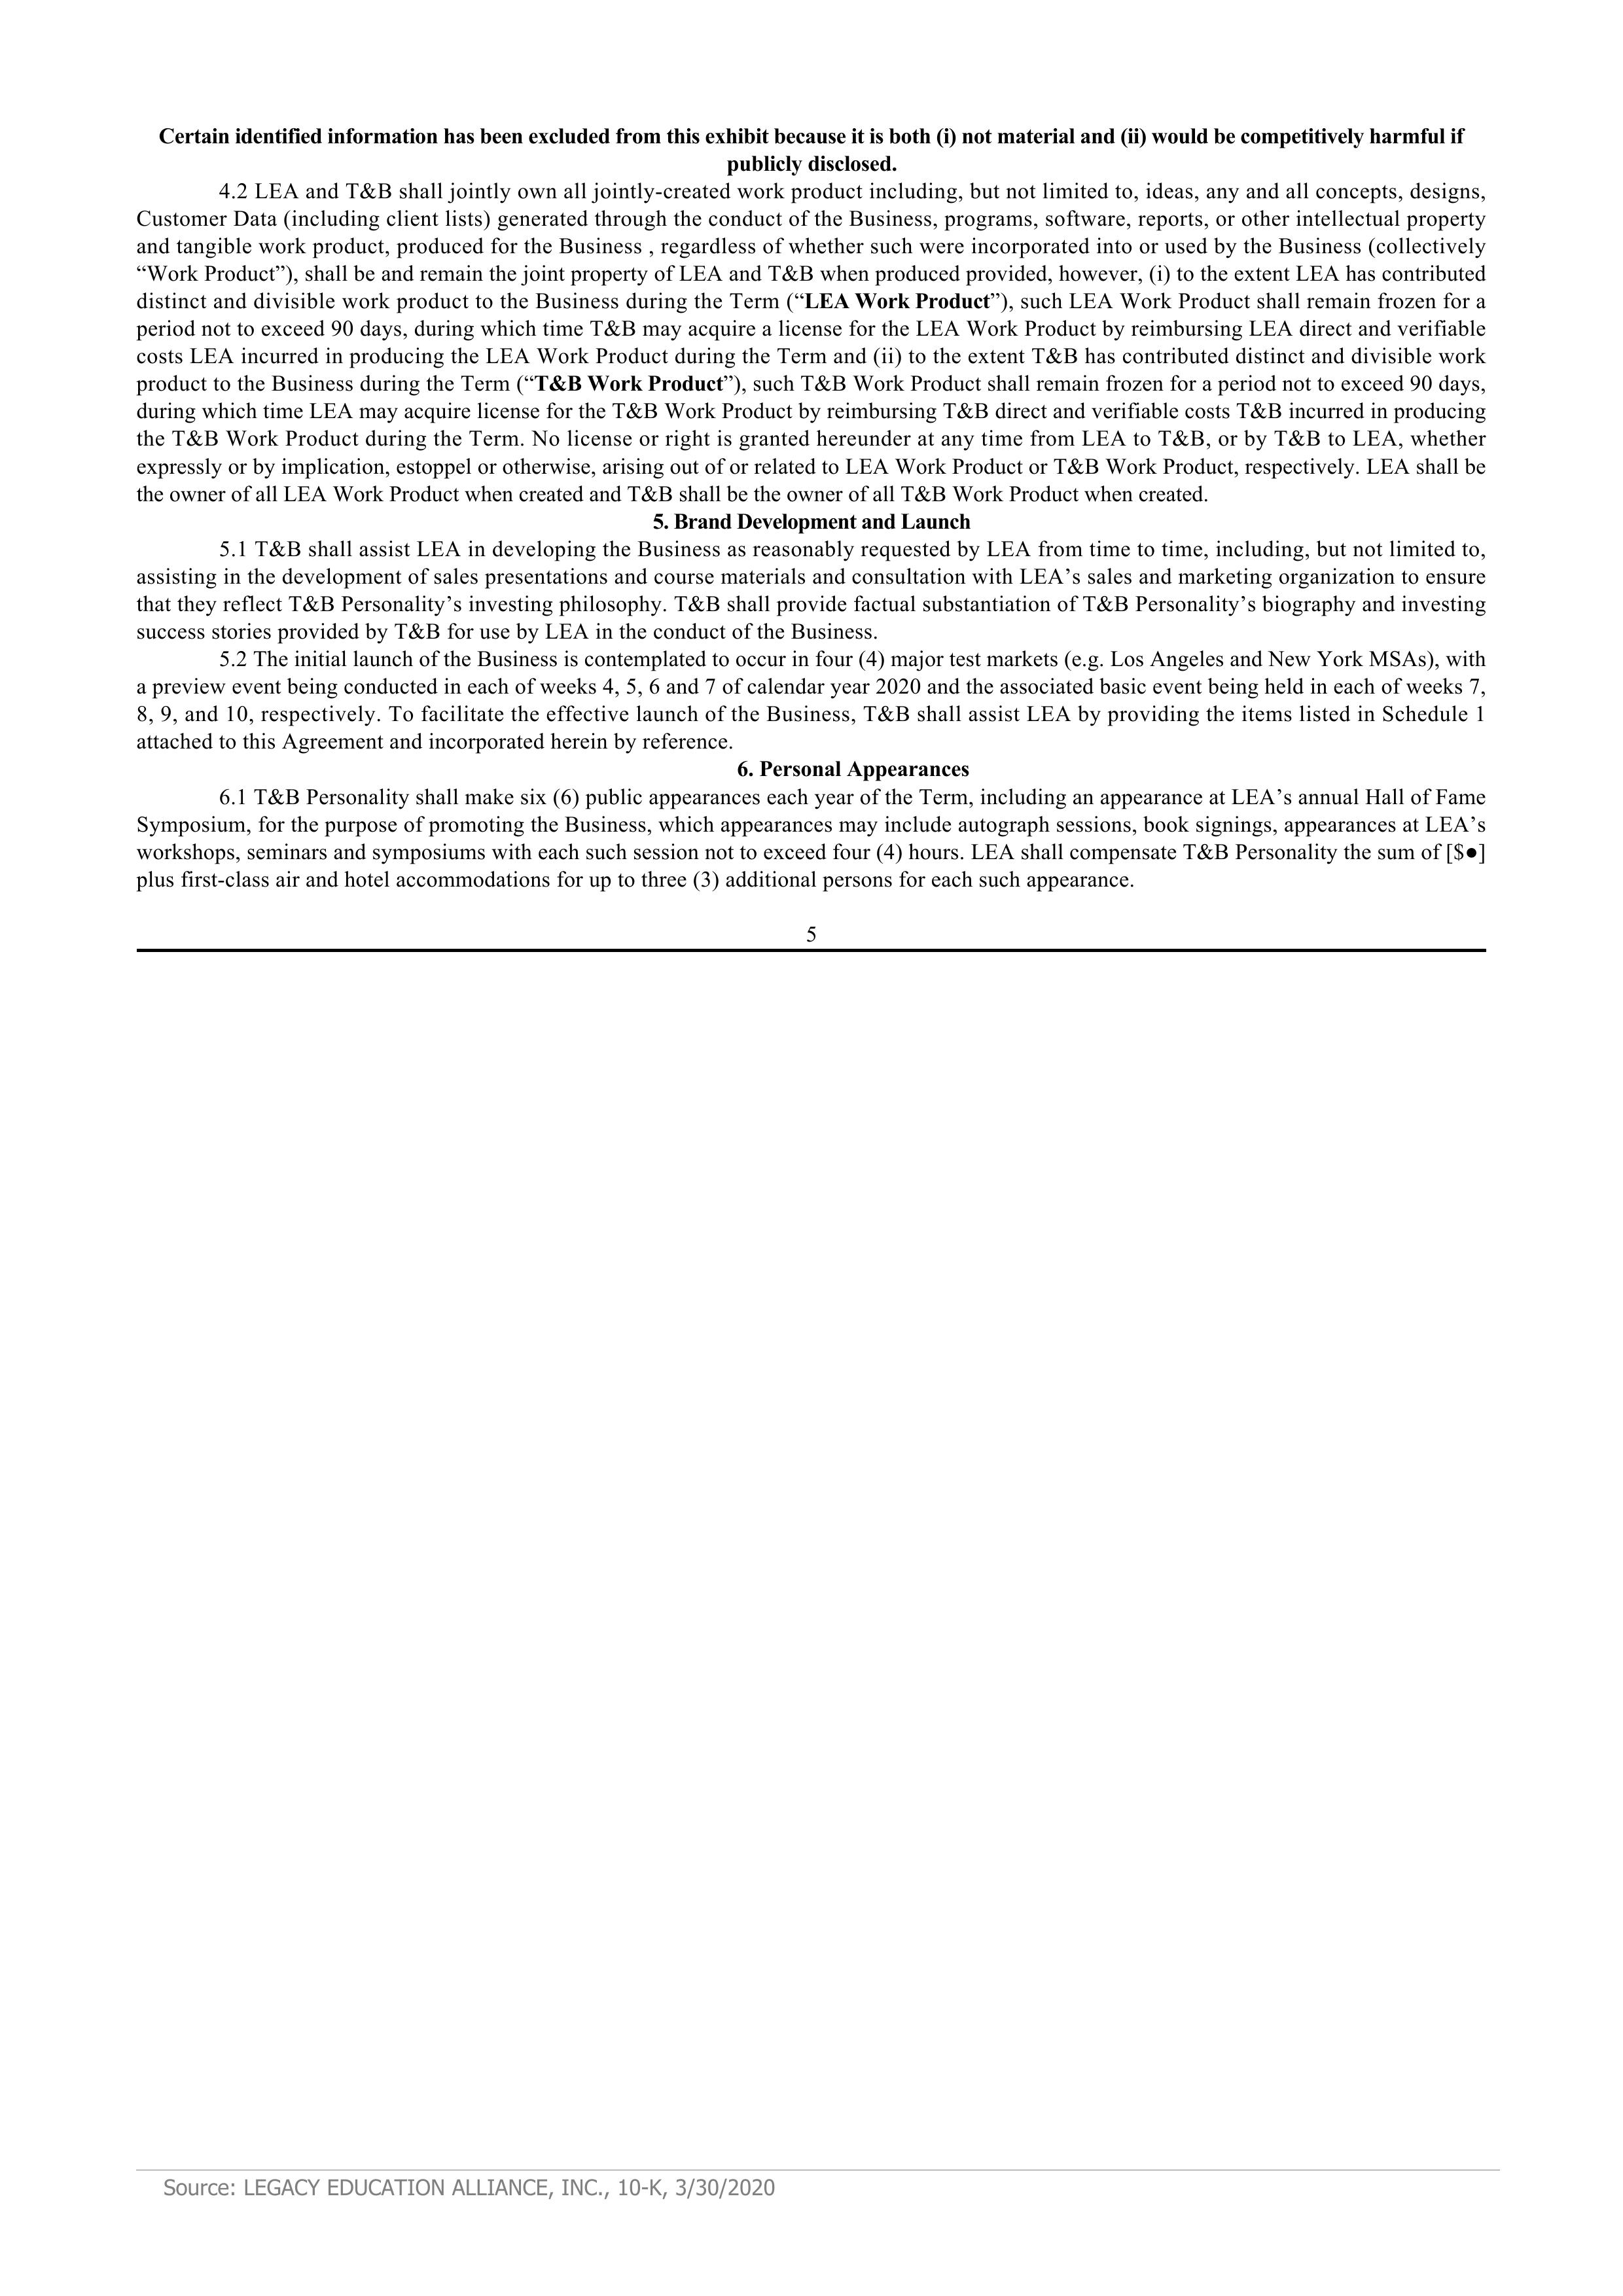 Certain identified information has been excluded from this exhibit because it is both (i) not material and (ii) would be competitively harmful if
publicly disclosed.
4.2 LEA and T&B shall jointly own all jointly-created work product including, but not limited to, ideas, any and all concepts, designs,
Customer Data (including client lists) generated through the conduct of the Business, programs, software, reports, or other intellectual property
and tangible work product, produced for the Business , regardless of whether such were incorporated into or used by the Business (collectively
“Work Product”), shall be and remain the joint property of LEA and T&B when produced provided, however, (i) to the extent LEA has contributed
distinct and divisible work product to the Business during the Term (“LEA Work Product”), such LEA Work Product shall remain frozen for a
period not to exceed 90 days, during which time T&B may acquire a license for the LEA Work Product by reimbursing LEA direct and verifiable
costs LEA incurred in producing the LEA Work Product during the Term and (ii) to the extent T&B has contributed distinct and divisible work
product to the Business during the Term (“T&B Work Product”), such T&B Work Product shall remain frozen for a period not to exceed 90 days,
during which time LEA may acquire license for the T&B Work Product by reimbursing T&B direct and verifiable costs T&B incurred in producing
the T&B Work Product during the Term. No license or right is granted hereunder at any time from LEA to T&B, or by T&B to LEA, whether
expressly or by implication, estoppel or otherwise, arising out of or related to LEA Work Product or T&B Work Product, respectively. LEA shall be
the owner of all LEA Work Product when created and T&B shall be the owner of all T&B Work Product when created.
5. Brand Development and Launch
5.1 T&B shall assist LEA in developing the Business as reasonably requested by LEA from time to time, including, but not limited to,
assisting in the development of sales presentations and course materials and consultation with LEA’s sales and marketing organization to ensure
that they reflect T&B Personality’s investing philosophy. T&B shall provide factual substantiation of T&B Personality’s biography and investing
success stories provided by T&B for use by LEA in the conduct of the Business.
5.2 The initial launch of the Business is contemplated to occur in four (4) major test markets (e.g. Los Angeles and New York MSAs), with
a preview event being conducted in each of weeks 4, 5, 6 and 7 of calendar year 2020 and the associated basic event being held in each of weeks 7,
8, 9, and 10, respectively. To facilitate the effective launch of the Business, T&B shall assist LEA by providing the items listed in Schedule 1
attached to this Agreement and incorporated herein by reference.
6. Personal Appearances
6.1 T&B Personality shall make six (6) public appearances each year of the Term, including an appearance at LEA’s annual Hall of Fame
Symposium, for the purpose of promoting the Business, which appearances may include autograph sessions, book signings, appearances at LEA’s
workshops, seminars and symposiums with each such session not to exceed four (4) hours. LEA shall compensate T&B Personality the sum of [$●]
plus first-class air and hotel accommodations for up to three (3) additional persons for each such appearance.
5
Source: LEGACY EDUCATION ALLIANCE, INC., 10-K, 3/30/2020